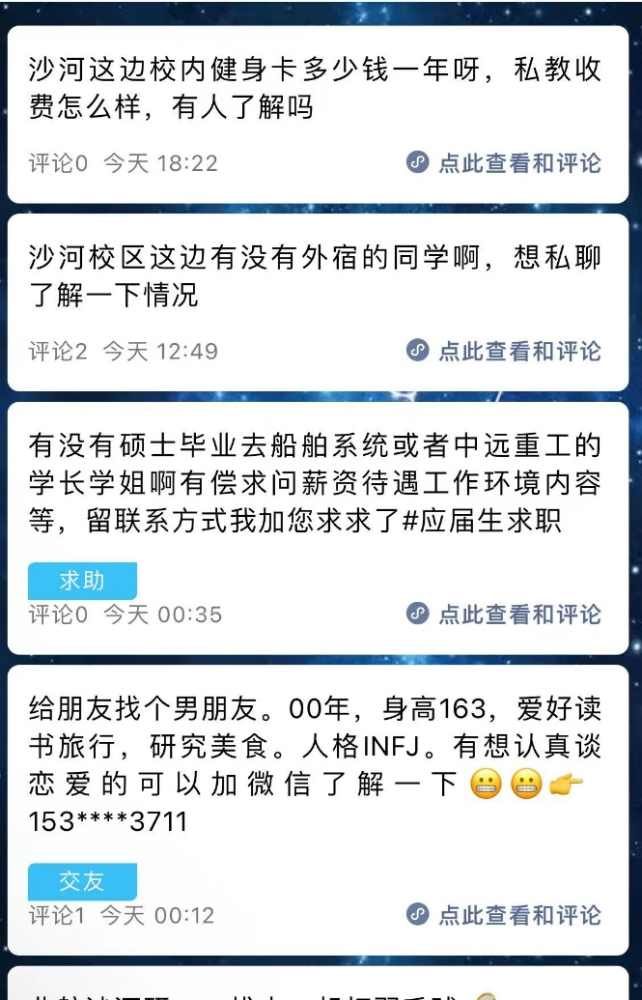 沙河这边校内健身卡多少钱一年呀，私教收
费怎么样，有人了解吗
评论0 今天 18:22 点此查看和评论
沙河校区这边有没有外宿的同学啊，想私聊
了解一下情况
评论2 今天 12:49 点此查看和评论
有没有硕士毕业去船舶系统或者中远重工的
学长学姐啊有偿求问薪资待遇工作环境内容
等，留联系方式我加您求求了#应届生求职
求助
评论0 今天 00:35 点此查看和评论
给朋友找个男朋友。00年，身高163，爱好读
书旅行，研究美食。人格INFJ。有想认真谈
恋爱的可以加微信了解一下😬😬👉
153****3711
交友
评论1 今天 00:12 点此查看和评论